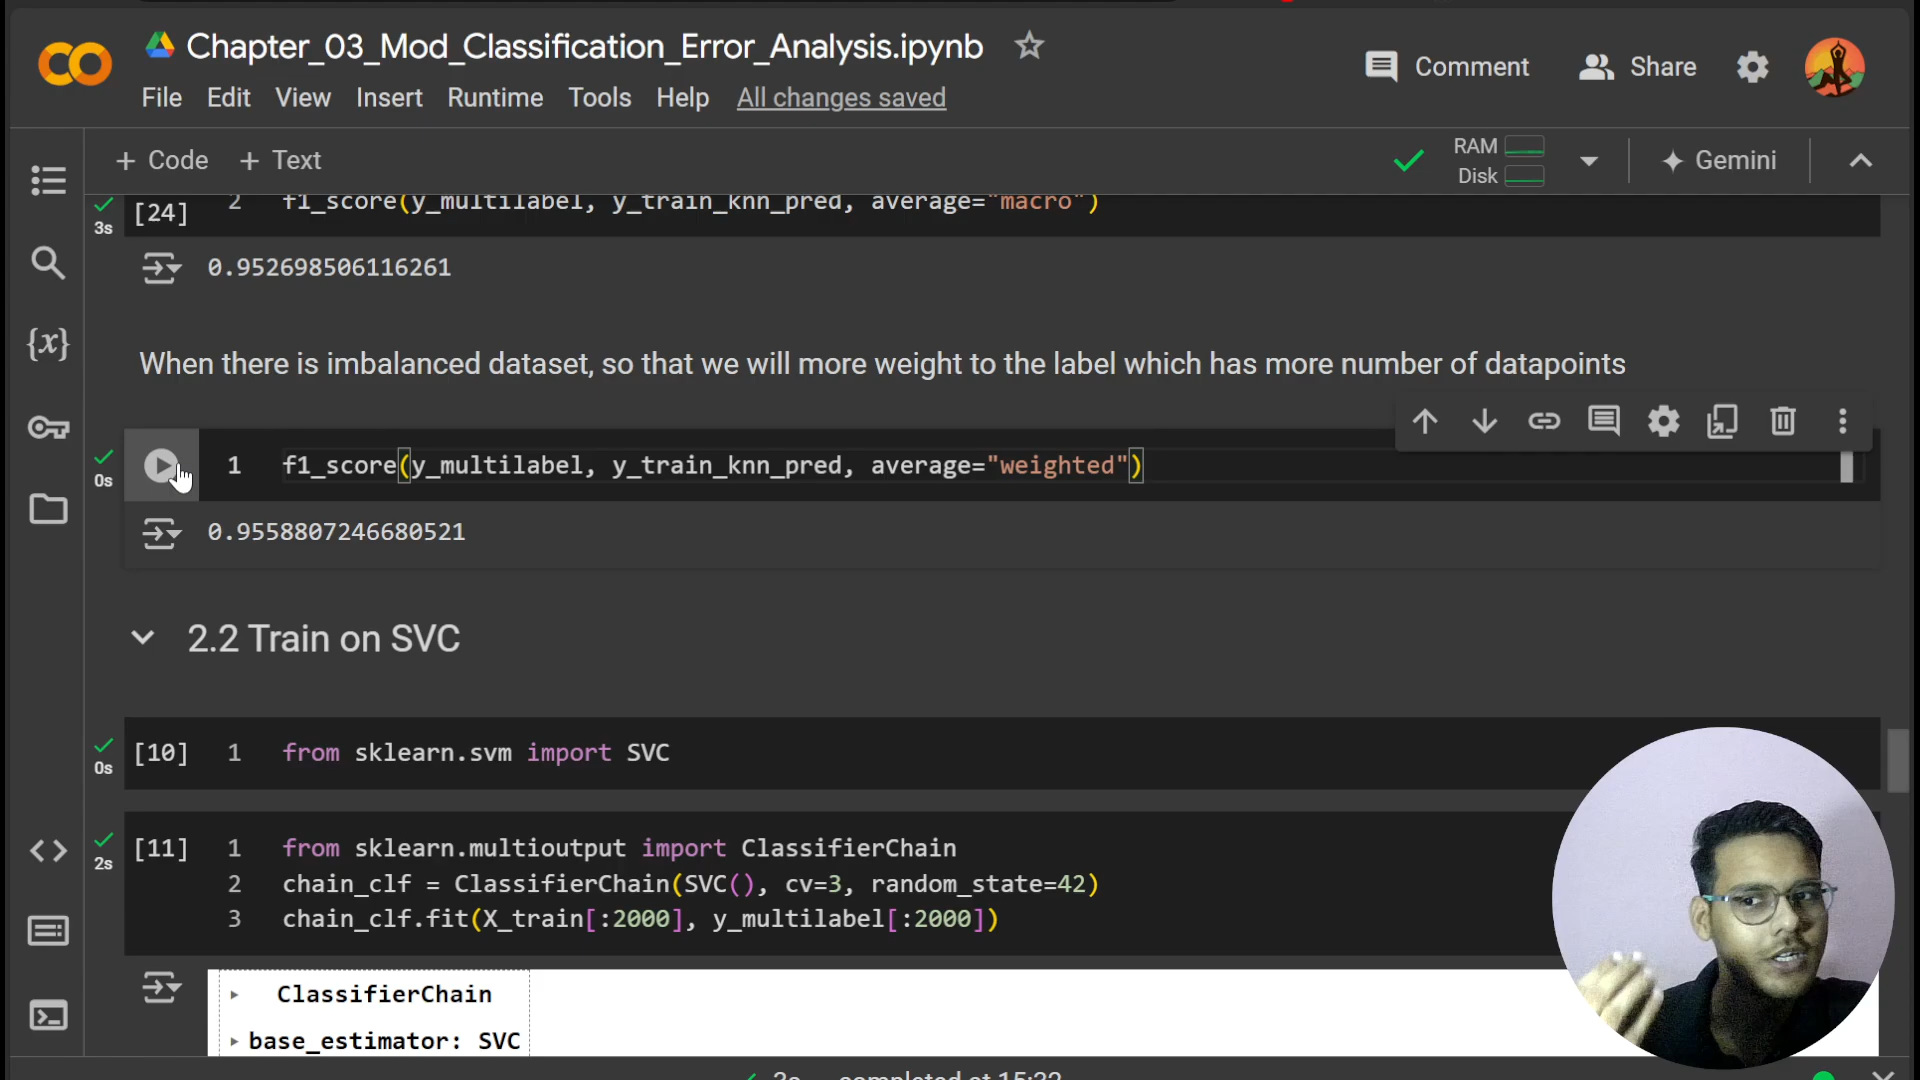 Chapter_03_Mod_Classification_Error_Analysis.ipynb
Comment
Share
File Edit View Insert Runtime Tools Help All changes saved
+ Code + Text
RAM
Disk
Gemini
[24] 2 f1_score(y_multilabel, y_train_knn_pred, average="macro")
3s
0.952698506116261
When there is imbalanced dataset, so that we will more weight to the label which has more number of datapoints
{x}
1 f1_score(y_multilabel, y_train_knn_pred, average="weighted")
0s
0.9558807246680521
2.2 Train on SVC
[10] 1 from sklearn.svm import SVC
0s
[11] 1 from sklearn.multioutput import ClassifierChain
2s
2 chain_clf = ClassifierChain(SVC(), cv=3, random_state=42)
3 chain_clf.fit(X_train[:2000], y_multilabel[:2000])
ClassifierChain
base_estimator: SVC
completed at 15:32